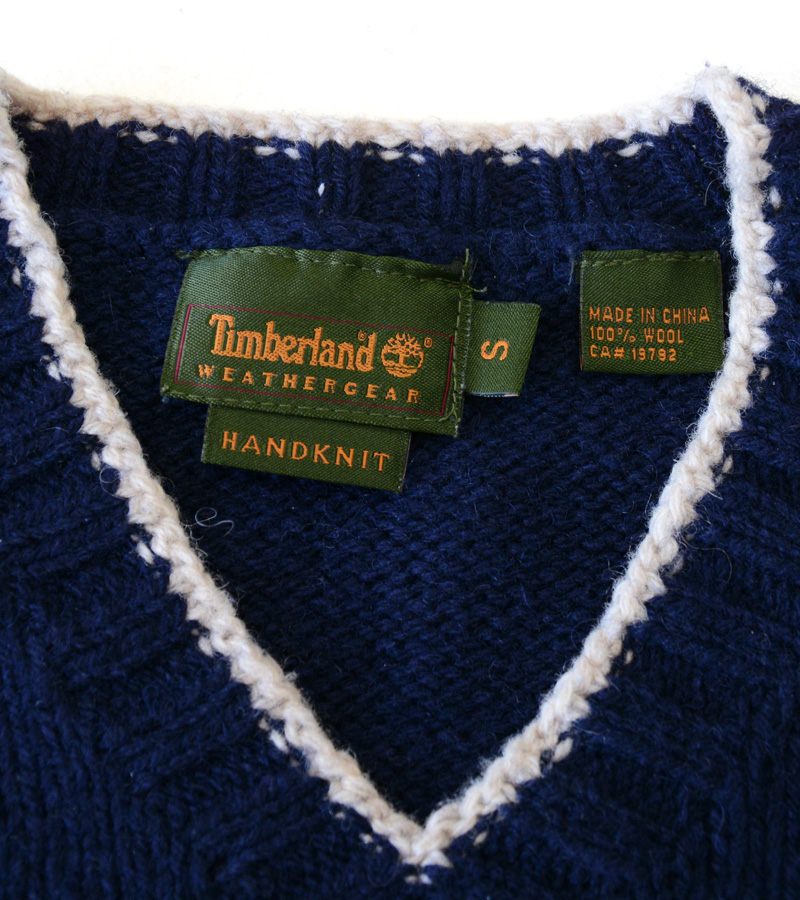 Timberland®
WEATHERGEAR
HANDKNIT
S
MADE IN CHINA
100% WOOL
CA# 19792